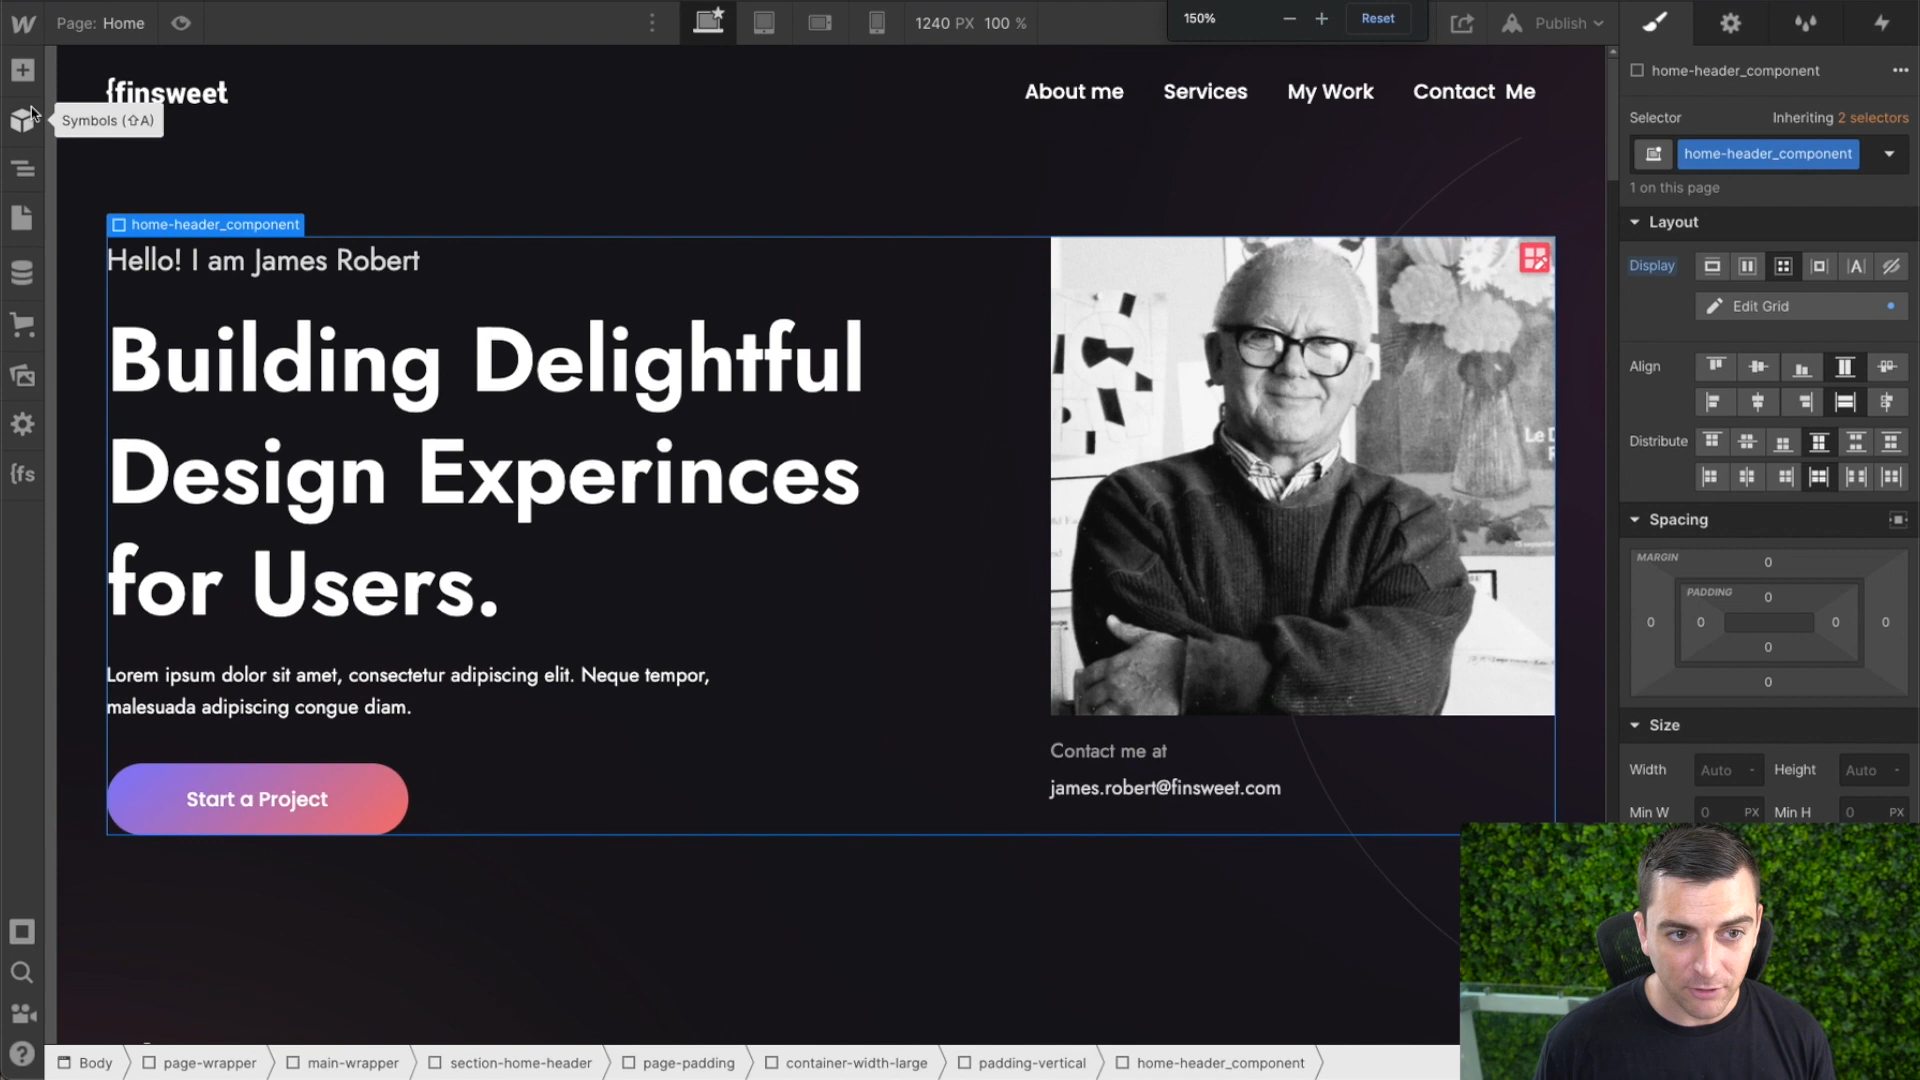 Page: Home
1240 PX 100 %
150%
Reset
Publish
{finsweet
About me
Services
My Work
Contact Me
Symbols (⇧A)
{fs
home-header_component
Hello! I am James Robert
Building Delightful
Design Experinces
for Users.
Lorem ipsum dolor sit amet, consectetur adipiscing elit. Neque tempor,
malesuada adipiscing congue diam.
Start a Project
Contact me at
james.robert@finsweet.com
home-header_component
Selector
Inheriting 2 selectors
home-header_component
1 on this page
Layout
Display
Edit Grid
Align
Distribute
Spacing
MARGIN
0
PADDING
0
0
0
0
0
0
0
Size
Width
Auto
-
Height
Auto
-
Min W
0
PX
Min H
0
PX
Body
page-wrapper
main-wrapper
section-home-header
page-padding
container-width-large
padding-vertical
home-header_component